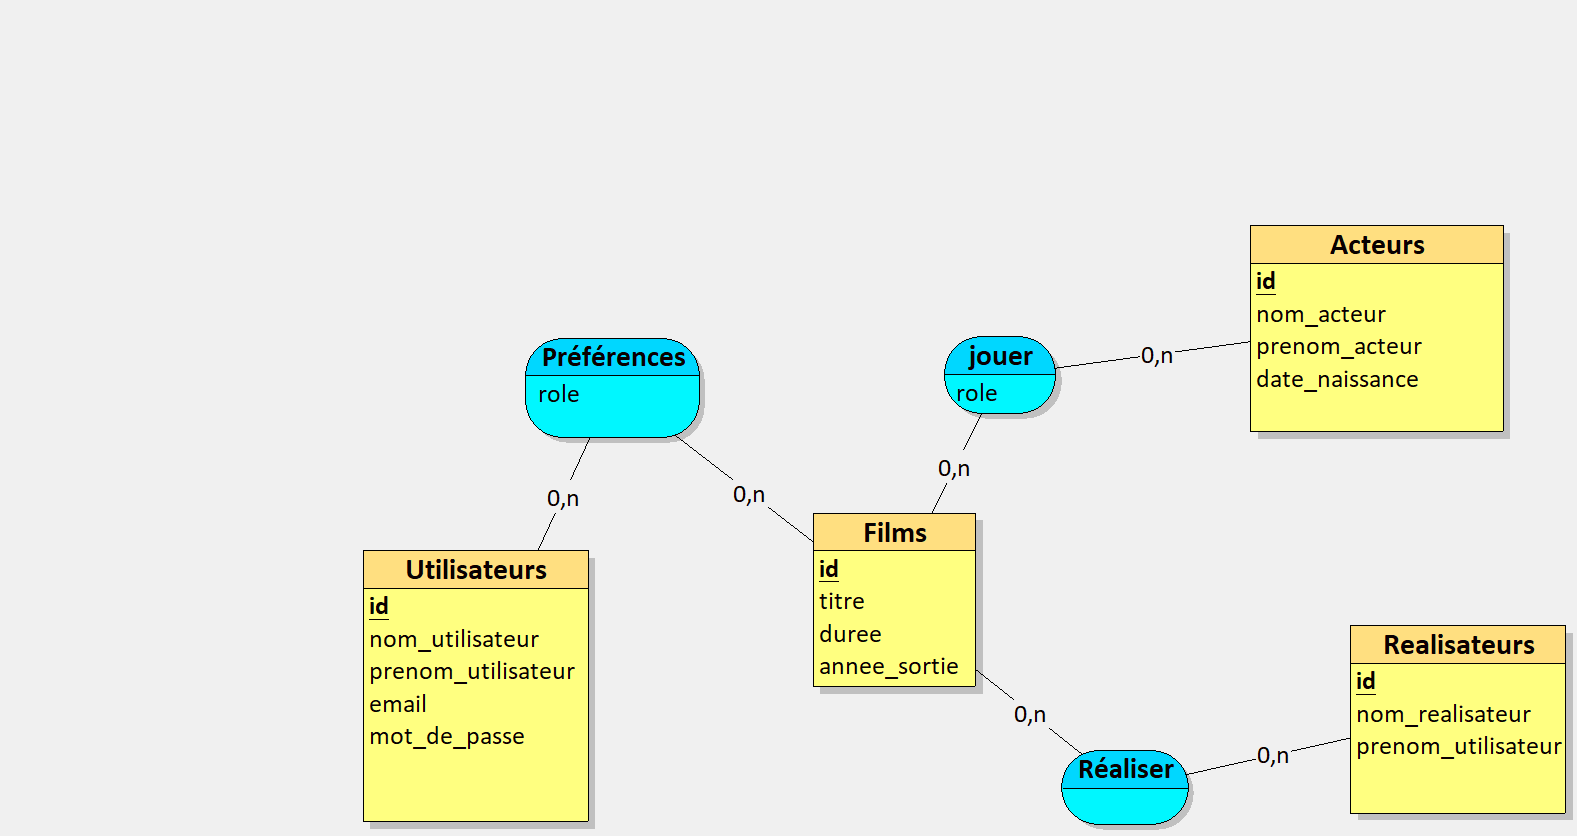 Acteurs
id
nom_acteur
prenom_acteur
date_naissance
Préférences
role
jouer
role
0,n
0,n
0,n
0,n
Films
id
titre
duree
annee_sortie
Utilisateurs
id
nom_utilisateur
prenom_utilisateur
email
mot_de_passe
Realisateurs
id
nom_realisateur
prenom_utilisateur
0,n
0,n
Réaliser